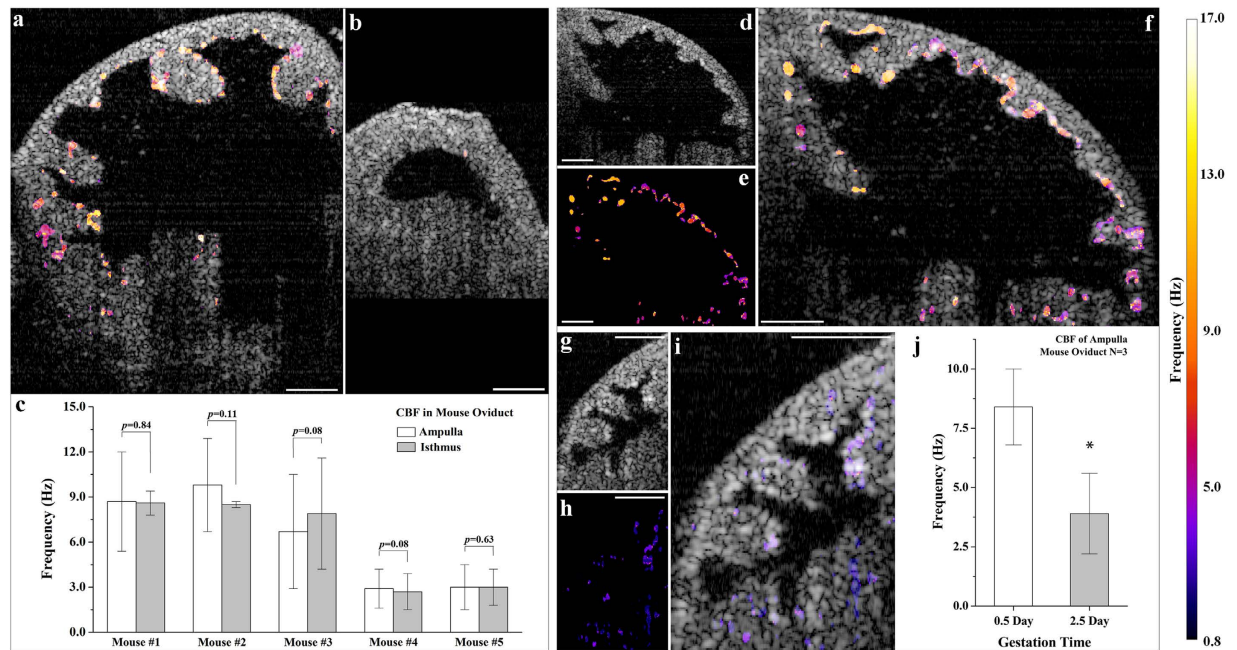 a
b
c
CBF in Mouse Oviduct
Ampulla
Isthmus
p=0.84
p=0.11
p=0.08
p=0.08
p=0.63
15.0
12.0
9.0
6.0
3.0
0.0
Frequency (Hz)
Mouse #1
Mouse #2
Mouse #3
Mouse #4
Mouse #5
d
e
f
g
h
i
j
CBF of Ampulla
Mouse Oviduct N=3
10.0
7.5
5.0
2.5
0.0
Frequency (Hz)
*
0.5 Day
2.5 Day
Gestation Time
17.0
13.0
9.0
5.0
0.8
Frequency (Hz)